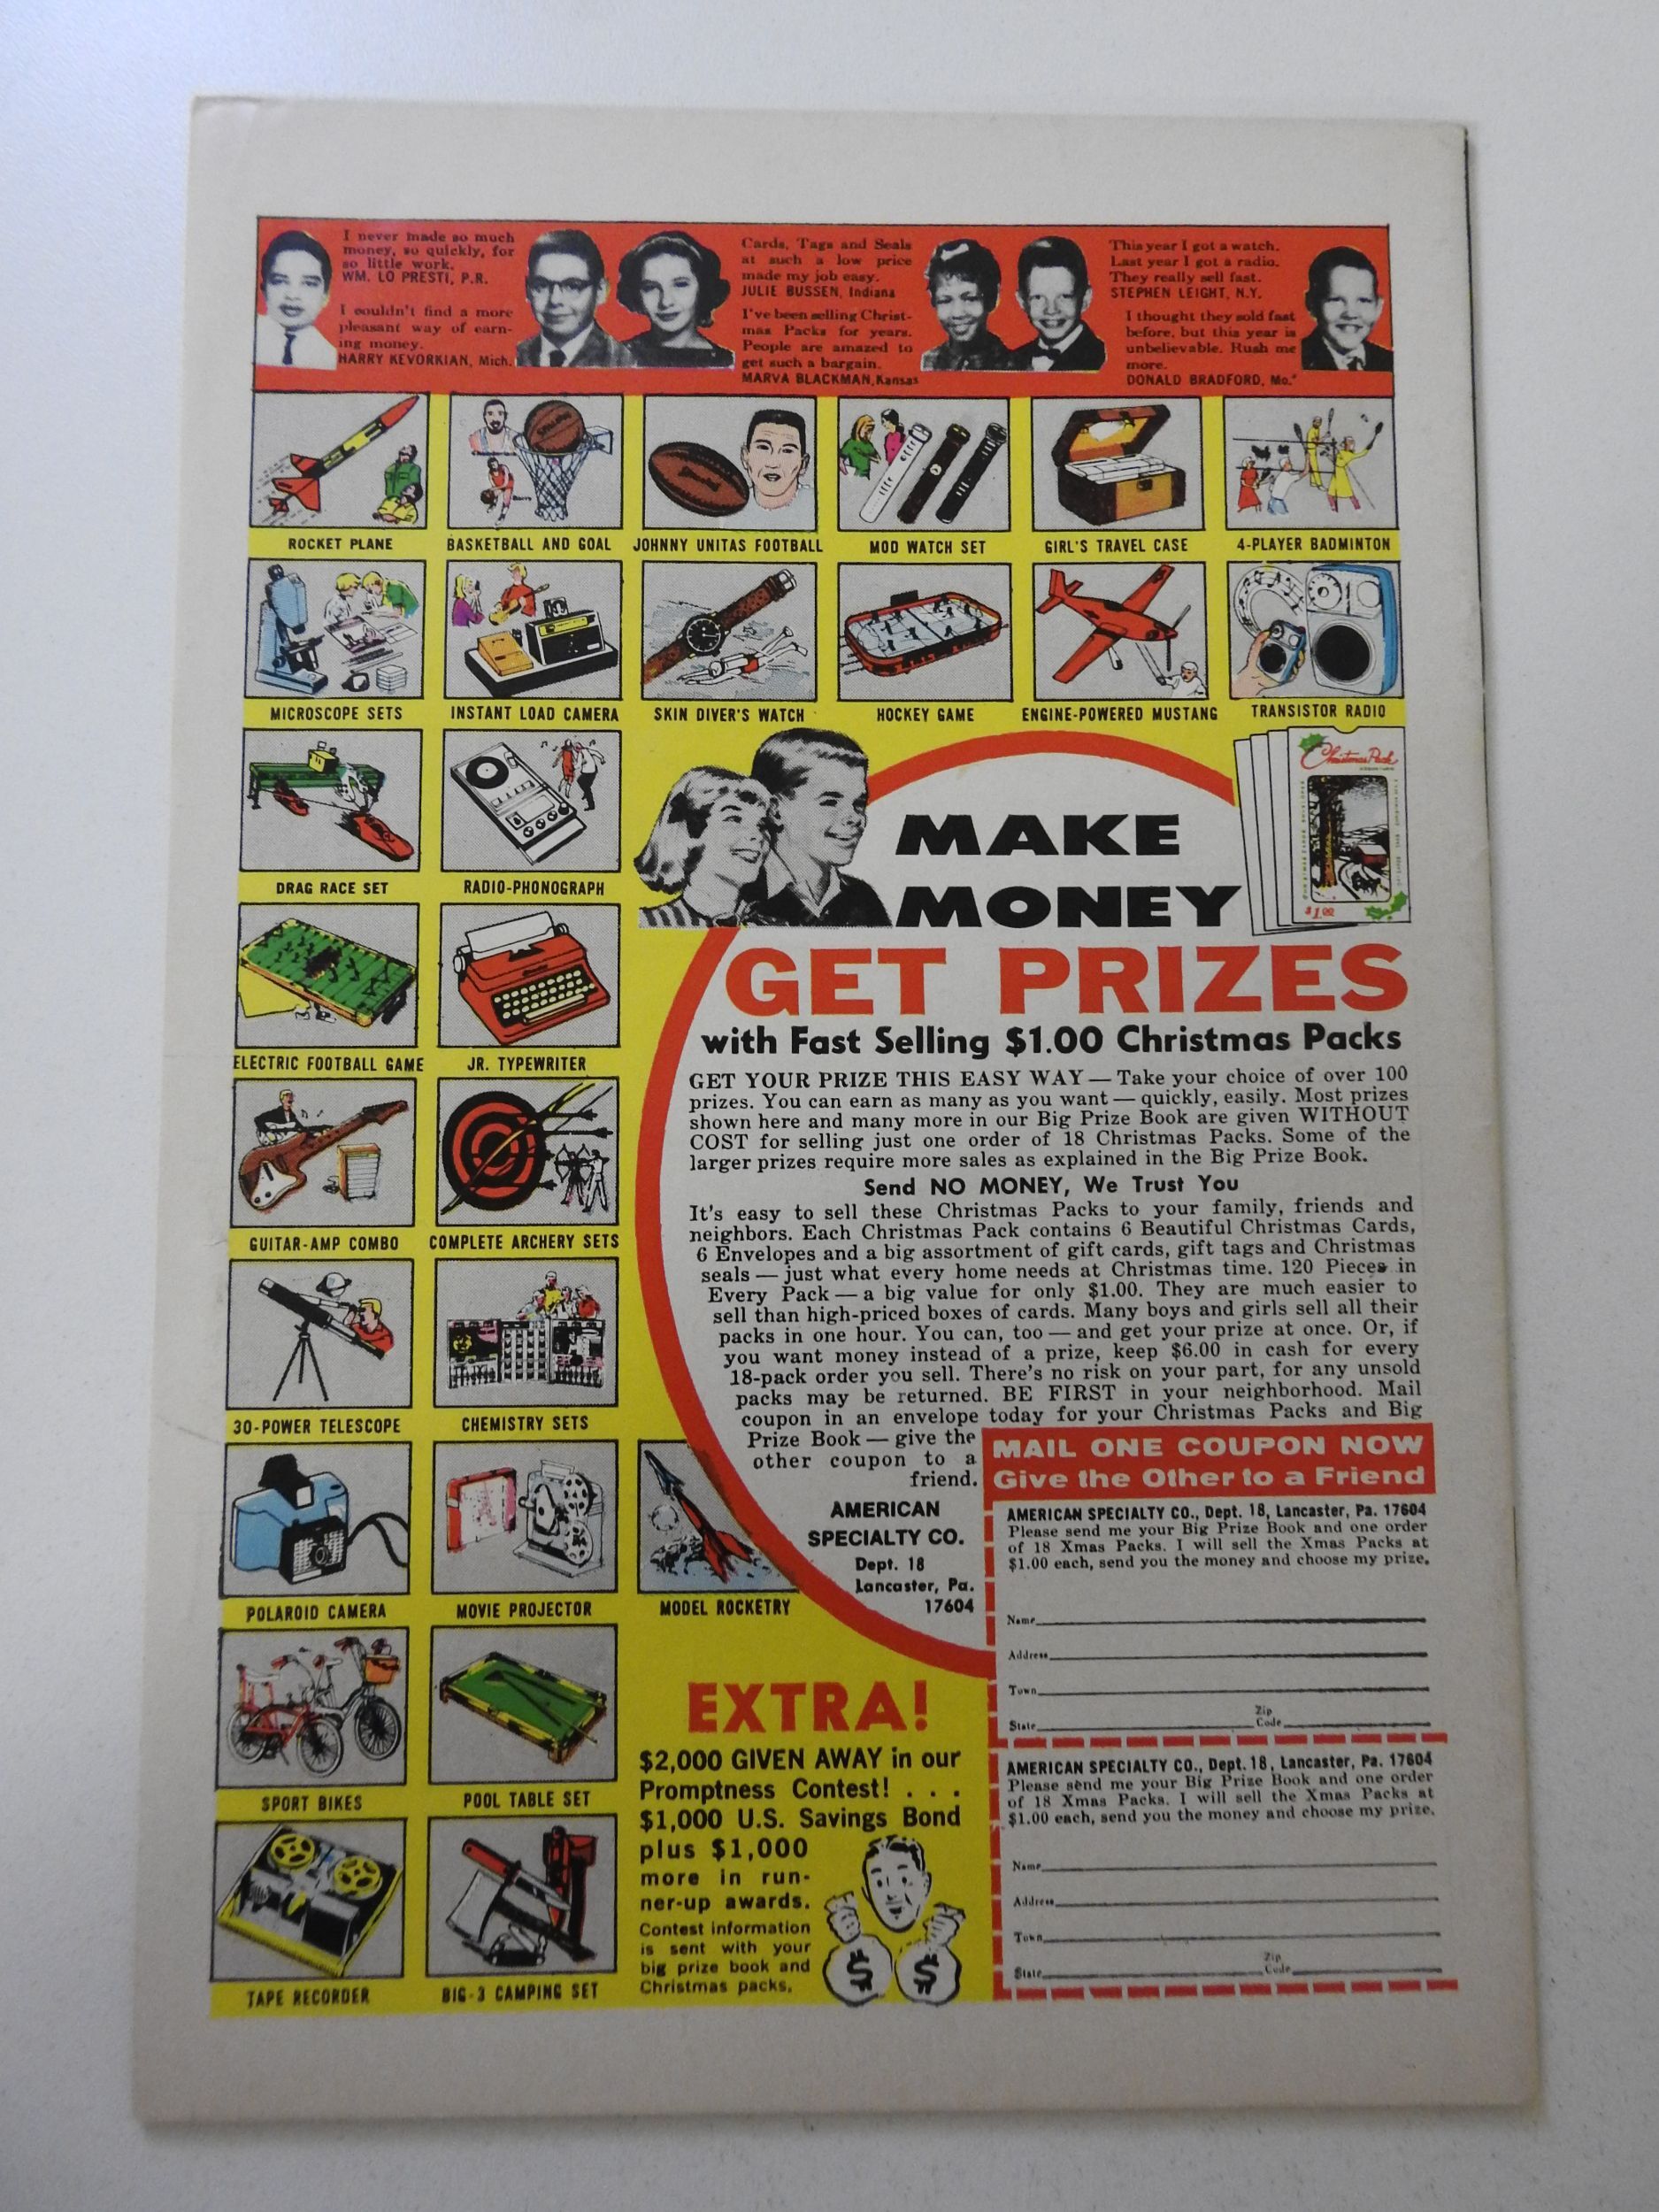 I never made so much
money, so quickly, for
so little work.
WM. LO PRESTI, P.R.
I couldn't find a more
pleasant way of earn-
ing money.
HARRY KEVORKIAN, Mich.
Cards, Tags and Seals
at such a low price
made my job easy.
JULIE BUSSEN, Indiana
I've been selling Christ-
mas Packs for years.
People are amazed to
get such a bargain.
MARVA BLACKMAN, Kansas
This year I got a watch.
Last year I got a radio.
They really sell fast.
STEPHEN LEIGHT, N.Y.
I thought they sold fast
before, but this year is
unbelievable. Rush me
more.
DONALD BRADFORD, Mo.
ROCKET PLANE
BASKETBALL AND GOAL
JOHNNY UNITAS FOOTBALL
MOD WATCH SET
GIRL'S TRAVEL CASE
4-PLAYER BADMINTON
MICROSCOPE SETS
INSTANT LOAD CAMERA
SKIN DIVER'S WATCH
HOCKEY GAME
ENGINE-POWERED MUSTANG
TRANSISTOR RADIO
DRAG RACE SET
RADIO-PHONOGRAPH
ELECTRIC FOOTBALL GAME
JR. TYPEWRITER
GUITAR-AMP COMBO
COMPLETE ARCHERY SETS
30-POWER TELESCOPE
CHEMISTRY SETS
POLAROID CAMERA
MOVIE PROJECTOR
MODEL ROCKETRY
SPORT BIKES
POOL TABLE SET
TAPE RECORDER
BIG-3 CAMPING SET
Christmas Pack
$1.00
MAKE
MONEY
GET PRIZES
with Fast Selling $1.00 Christmas Packs
GET YOUR PRIZE THIS EASY WAY — Take your choice of over 100
prizes. You can earn as many as you want — quickly, easily. Most prizes
shown here and many more in our Big Prize Book are given WITHOUT
COST for selling just one order of 18 Christmas Packs. Some of the
larger prizes require more sales as explained in the Big Prize Book.
Send NO MONEY, We Trust You
It's easy to sell these Christmas Packs to your family, friends and
neighbors. Each Christmas Pack contains 6 Beautiful Christmas Cards,
6 Envelopes and a big assortment of gift cards, gift tags and Christmas
seals — just what every home needs at Christmas time. 120 Pieces in
Every Pack — a big value for only $1.00. They are much easier to
sell than high-priced boxes of cards. Many boys and girls sell all their
packs in one hour. You can, too — and get your prize at once. Or, if
you want money instead of a prize, keep $6.00 in cash for every
18-pack order you sell. There's no risk on your part, for any unsold
packs may be returned. BE FIRST in your neighborhood. Mail
coupon in an envelope today for your Christmas Packs and Big
Prize Book — give the
other coupon to a
friend.
AMERICAN
SPECIALTY CO.
Dept. 18
Lancaster, Pa.
17604
EXTRA!
$2,000 GIVEN AWAY in our
Promptness Contest! . . .
$1,000 U.S. Savings Bond
plus $1,000
more in run-
ner-up awards.
Contest information
is sent with your
big prize book and
Christmas packs.
$ $
MAIL ONE COUPON NOW
Give the Other to a Friend
AMERICAN SPECIALTY CO., Dept. 18, Lancaster, Pa. 17604
Please send me your Big Prize Book and one order
of 18 Xmas Packs. I will sell the Xmas Packs at
$1.00 each, send you the money and choose my prize.
Name
Address
Town
State Zip Code
AMERICAN SPECIALTY CO., Dept. 18, Lancaster, Pa. 17604
Please send me your Big Prize Book and one order
of 18 Xmas Packs. I will sell the Xmas Packs at
$1.00 each, send you the money and choose my prize.
Name
Address
Town
State Zip Code